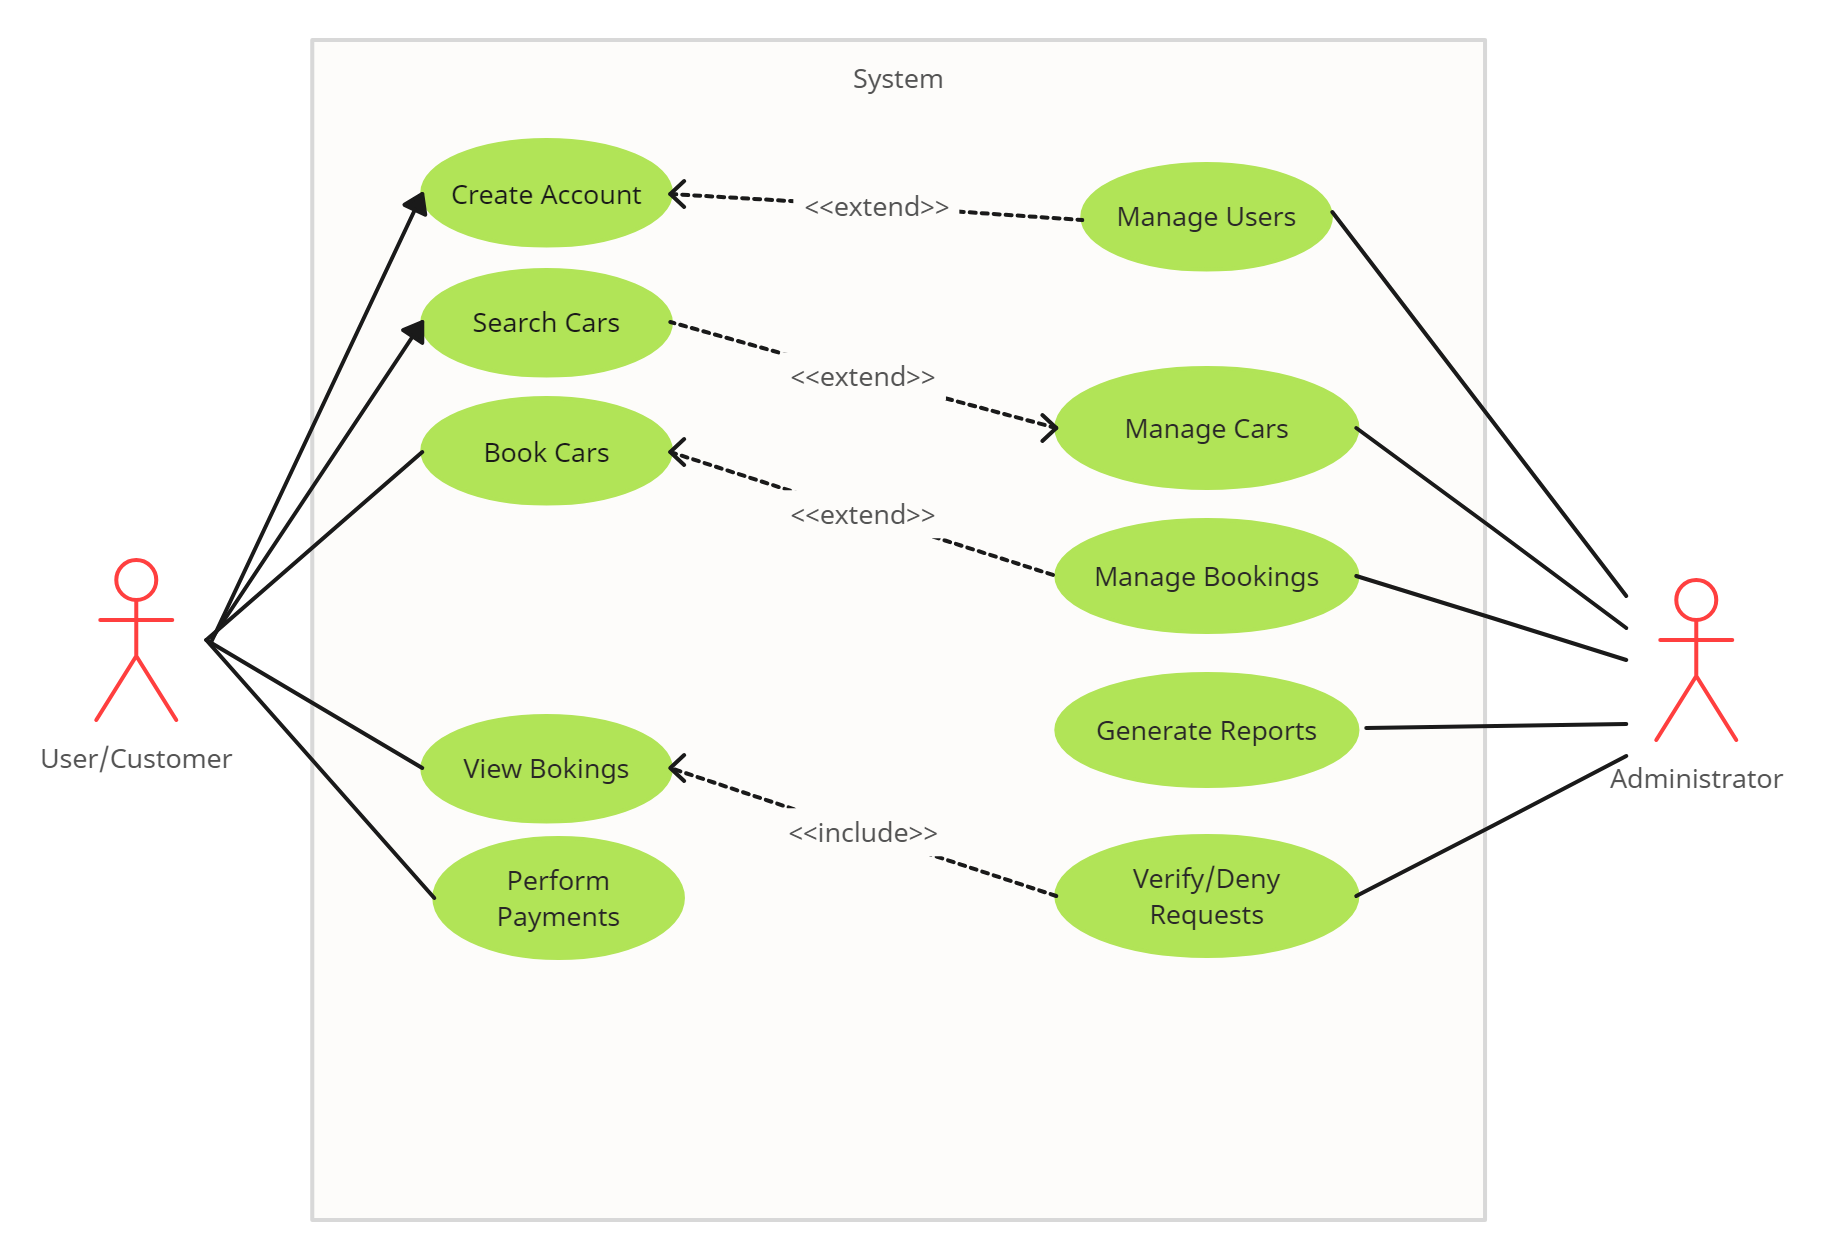 System
Create Account
<<extend>>
Manage Users
Search Cars
<<extend>>
Manage Cars
Book Cars
<<extend>>
Manage Bookings
Generate Reports
User/Customer
Administrator
View Bokings
<<include>>
Perform
Payments
Verify/Deny
Requests